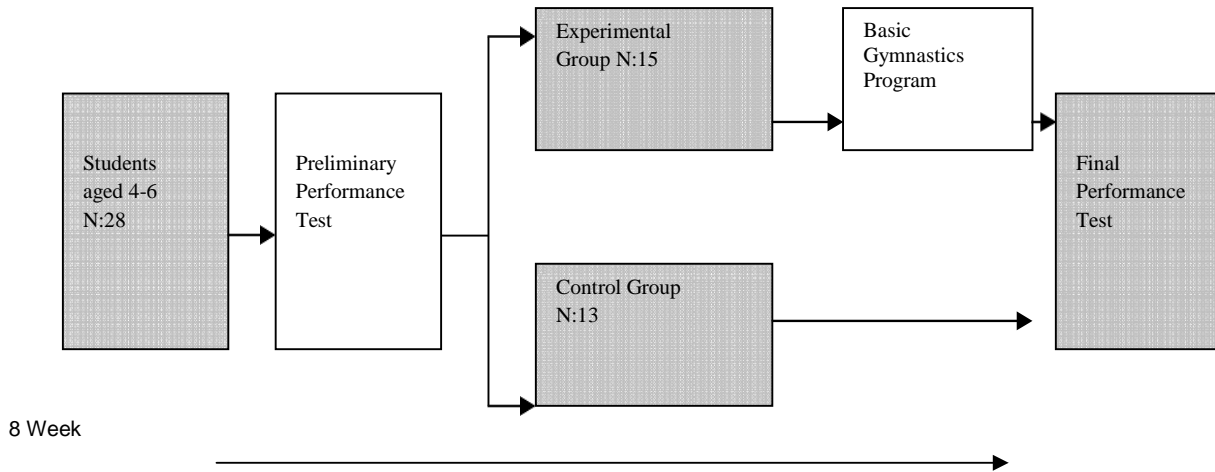 Students
aged 4-6
N:28
Preliminary
Performance
Test
Experimental
Group N:15
Basic
Gymnastics
Program
Control Group
N:13
Final
Performance
Test
8 Week